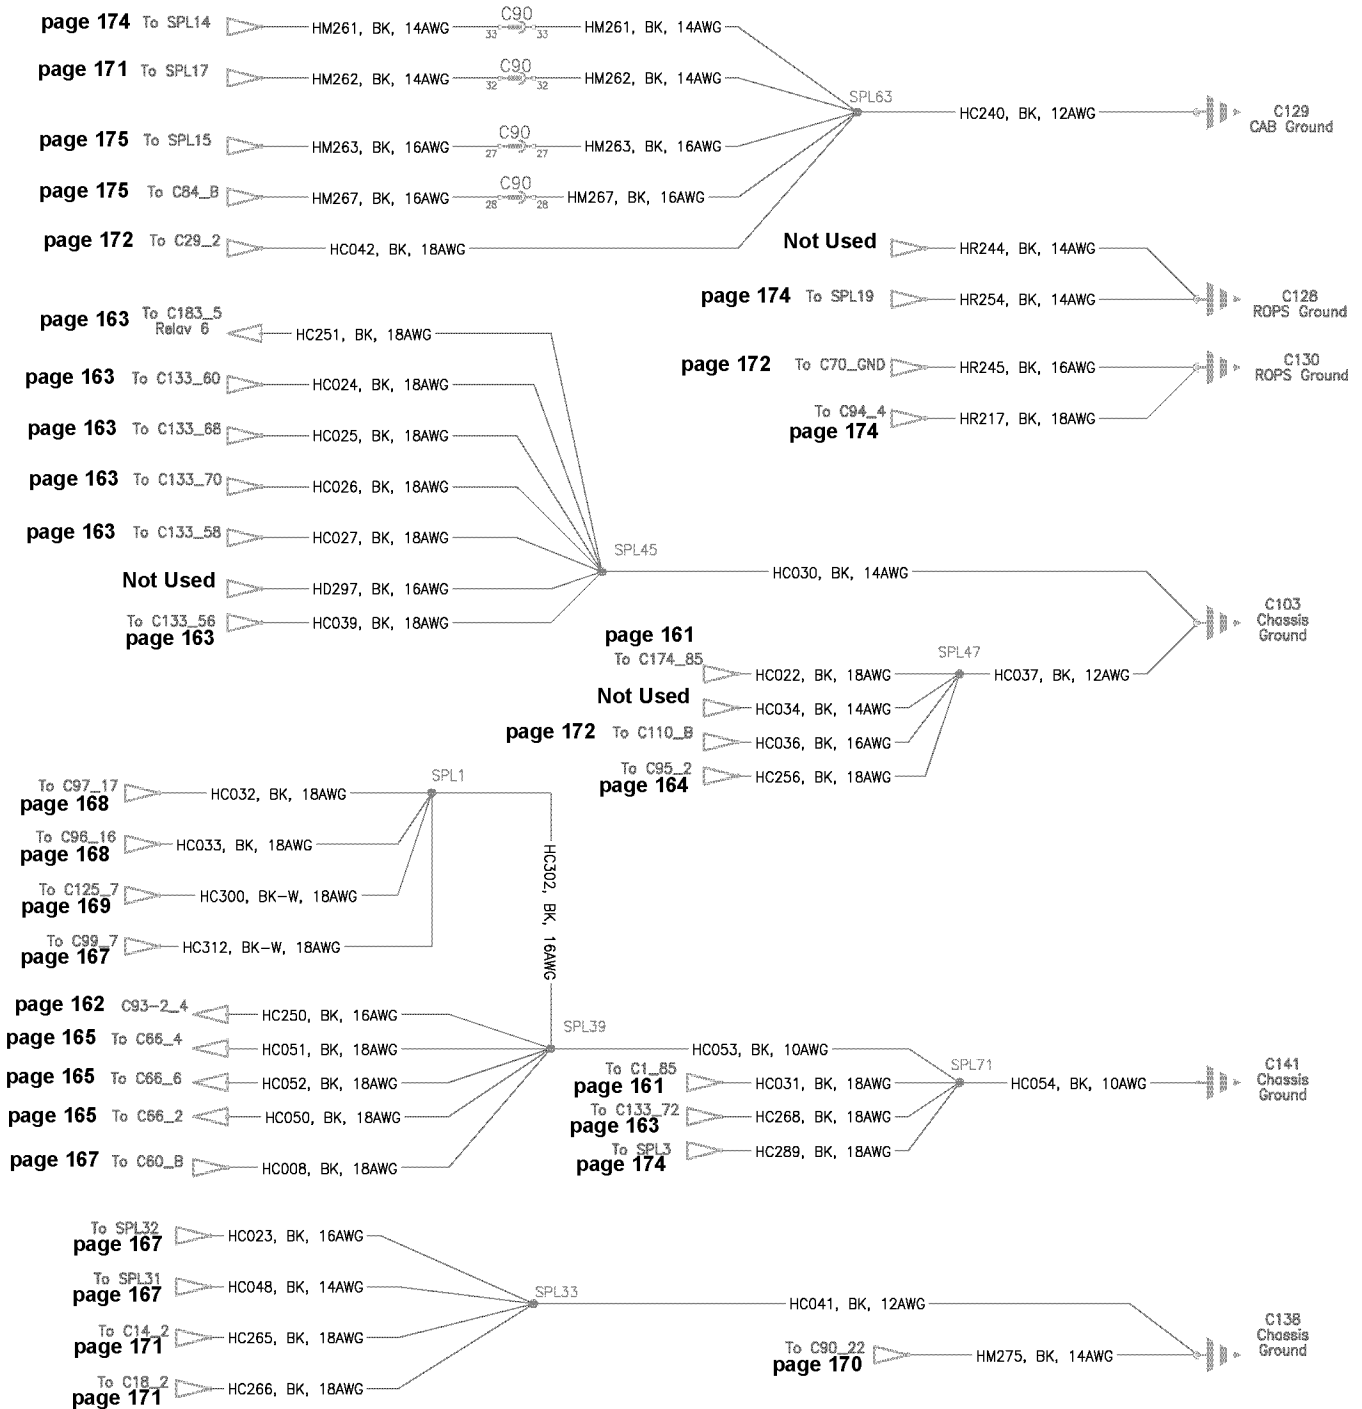 page 174 To SPL14 HM261, BK, 14AWG C90 33 33 HM261, BK, 14AWG
page 171 To SPL17 HM262, BK, 14AWG C90 32 32 HM262, BK, 14AWG
SPL63 HC240, BK, 12AWG C129
CAB Ground
page 175 To SPL15 HM263, BK, 16AWG C90 27 27 HM263, BK, 16AWG
page 175 To C84_B HM267, BK, 16AWG C90 28 28 HM267, BK, 16AWG
page 172 To C29_2 HC042, BK, 18AWG
Not Used HR244, BK, 14AWG
page 174 To SPL19 HR254, BK, 14AWG C128
ROPS Ground
page 172 To C70_GND HR245, BK, 16AWG C130
ROPS Ground
To C94_4 HR217, BK, 18AWG
page 174
page 163 To C183_5
Relay 6 HC251, BK, 18AWG
page 163 To C133_60 HC024, BK, 18AWG
page 163 To C133_68 HC025, BK, 18AWG
page 163 To C133_70 HC026, BK, 18AWG
page 163 To C133_58 HC027, BK, 18AWG
SPL45 HC030, BK, 14AWG
Not Used HD297, BK, 16AWG
To C133_56 HC039, BK, 18AWG
page 163
C103
Chassis
Ground
page 161
To C174_85 HC022, BK, 18AWG SPL47 HC037, BK, 12AWG
Not Used HC034, BK, 14AWG
page 172 To C110_B HC036, BK, 16AWG
To C95_2 HC256, BK, 18AWG
page 164
To C97_17 HC032, BK, 18AWG SPL1
page 168
To C96_16 HC033, BK, 18AWG
page 168
HC302, BK, 16AWG
To C125_7 HC300, BK-W, 18AWG
page 169
To C99_7 HC312, BK-W, 18AWG
page 167
page 162 C93-2_4 HC250, BK, 16AWG
page 165 To C66_4 HC051, BK, 18AWG SPL39 HC053, BK, 10AWG
page 165 To C66_6 HC052, BK, 18AWG
page 165 To C66_2 HC050, BK, 18AWG
page 167 To C60_B HC008, BK, 18AWG
To C1_85 HC031, BK, 18AWG SPL71 HC054, BK, 10AWG
page 161
C141
Chassis
Ground
To C133_72 HC268, BK, 18AWG
page 163
To SPL3 HC289, BK, 18AWG
page 174
To SPL32 HC023, BK, 16AWG
page 167
To SPL31 HC048, BK, 14AWG
page 167
SPL33 HC041, BK, 12AWG
To C14_2 HC265, BK, 18AWG
page 171
To C90_22 HM275, BK, 14AWG
page 170
C138
Chassis
Ground
To C18_2 HC266, BK, 18AWG
page 171